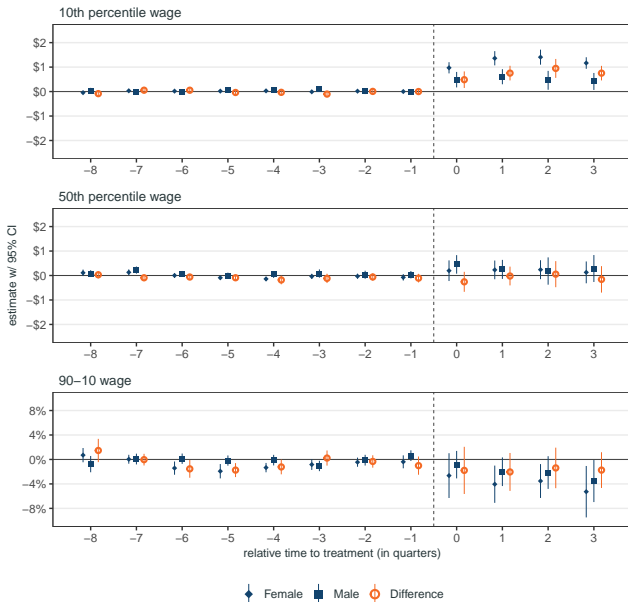 10th percentile wage
$2
$1
$0
−$1
−$2
−8 −7 −6 −5 −4 −3 −2 −1 0 1 2 3
50th percentile wage
estimate w/ 95% CI
$2
$1
$0
−$1
−$2
−8 −7 −6 −5 −4 −3 −2 −1 0 1 2 3
90−10 wage
8%
4%
0%
−4%
−8%
−8 −7 −6 −5 −4 −3 −2 −1 0 1 2 3
relative time to treatment (in quarters)
Female Male Difference